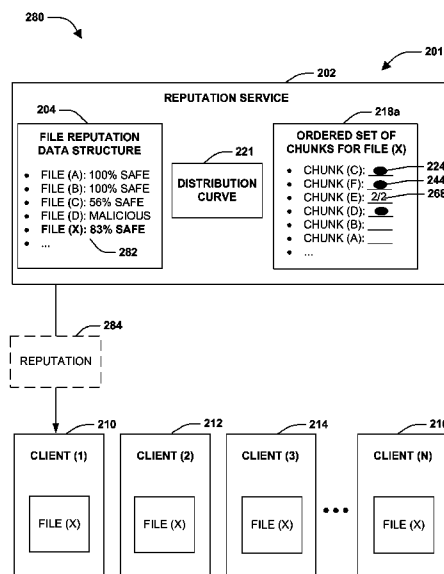 280
201
202
REPUTATION SERVICE
204
FILE REPUTATION
DATA STRUCTURE
• FILE (A): 100% SAFE
• FILE (B): 100% SAFE
• FILE (C): 56% SAFE
• FILE (D): MALICIOUS
• FILE (X): 83% SAFE
• ...
282
221
DISTRIBUTION
CURVE
218a
ORDERED SET OF
CHUNKS FOR FILE (X)
• CHUNK (C):
• CHUNK (F):
• CHUNK (E): 2/2
• CHUNK (D):
• CHUNK (B):
• CHUNK (A):
• ...
224
244
268
284
REPUTATION
210
CLIENT (1)
FILE (X)
212
CLIENT (2)
FILE (X)
214
CLIENT (3)
FILE (X)
•••
216
CLIENT (N)
FILE (X)